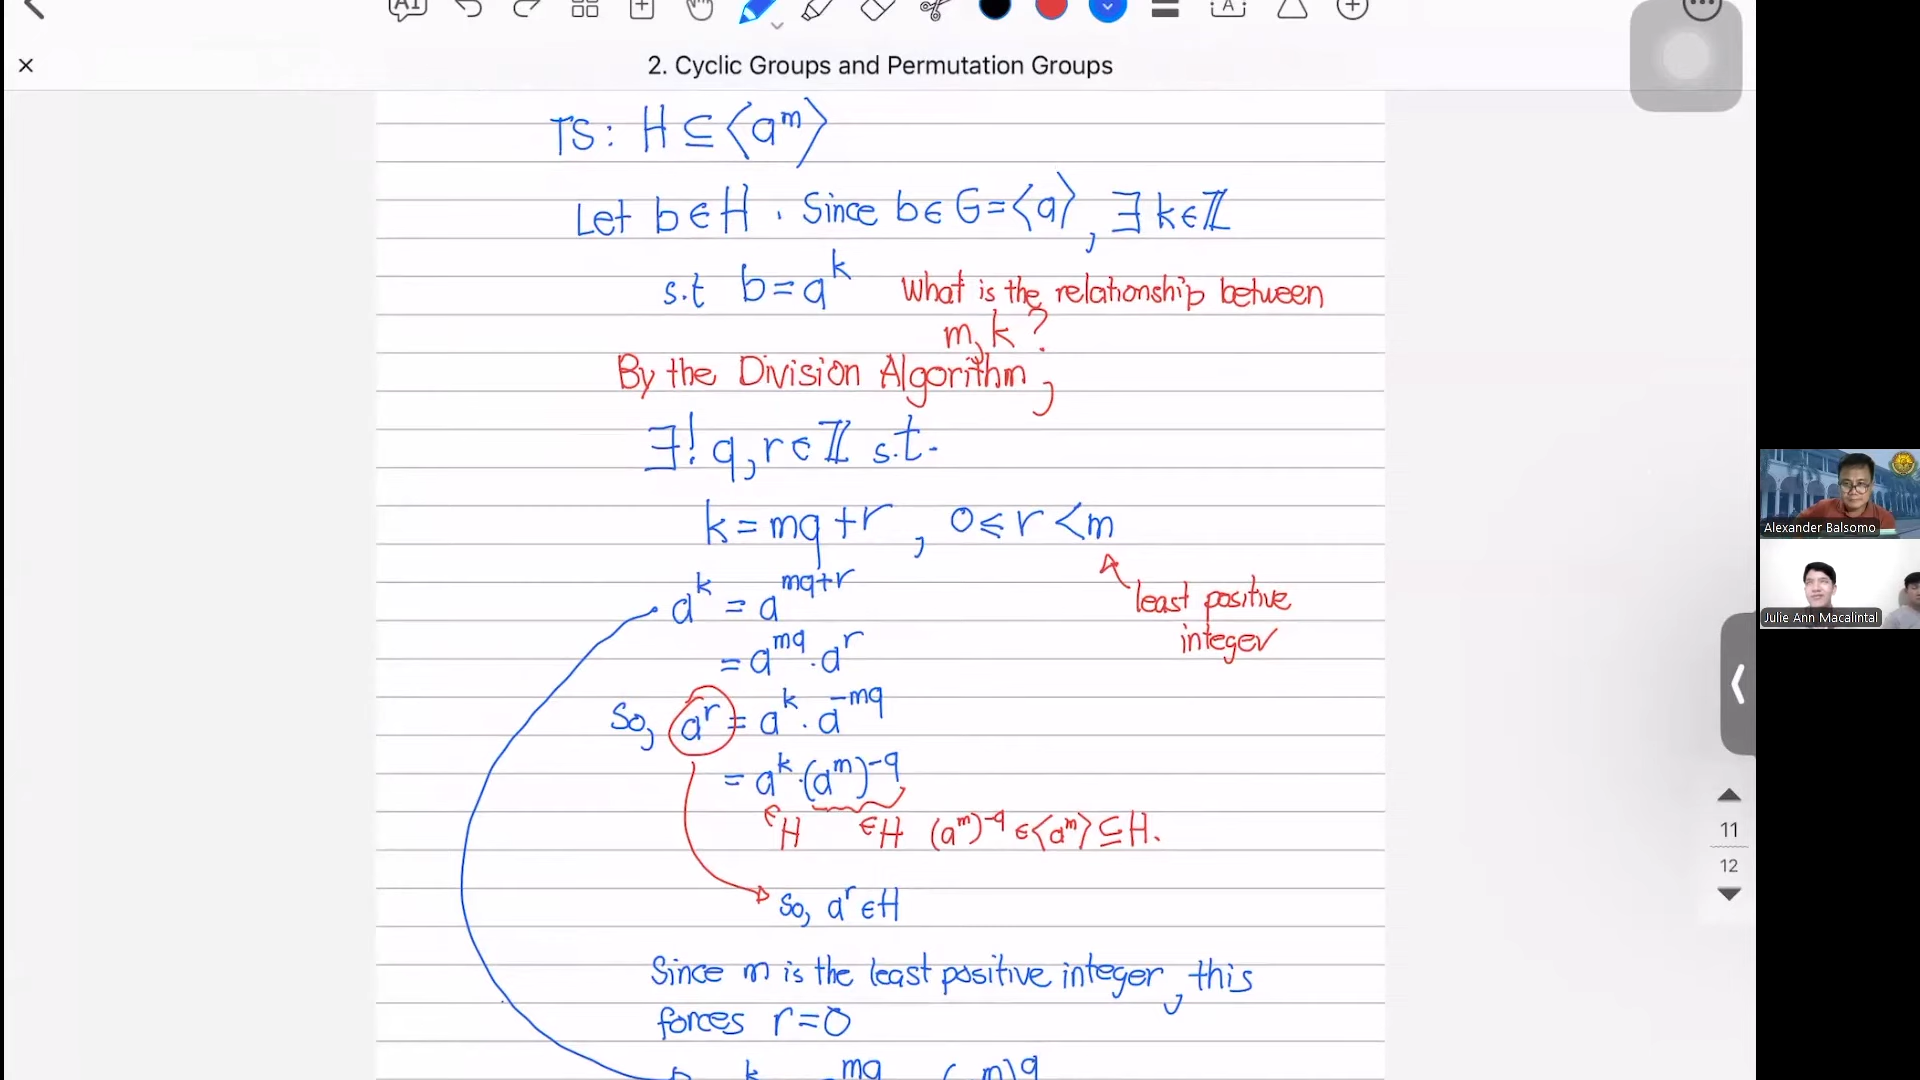 2. Cyclic Groups and Permutation Groups
TS: H ⊆ ⟨a^m⟩
Let b∈H. Since b∈G=⟨a⟩, ∃ k∈ℤ
s.t b=a^k What is the relationship between
m,k ?
By the Division Algorithm,
∃! q,r∈ℤ s.t.
k=mq+r, 0≤r<m
least positive
integer
a^k = a^{mq+r}
= a^{mq}·a^r
So, a^r = a^k·a^{-mq}
= a^k·(a^m)^{-q}
∈H ∈H (a^m)^{-q}∈⟨a^m⟩⊆H.
So, a^r∈H
Since m is the least positive integer, this
forces r=0
11
12
Alexander Balsomo
Julie Ann Macalintal